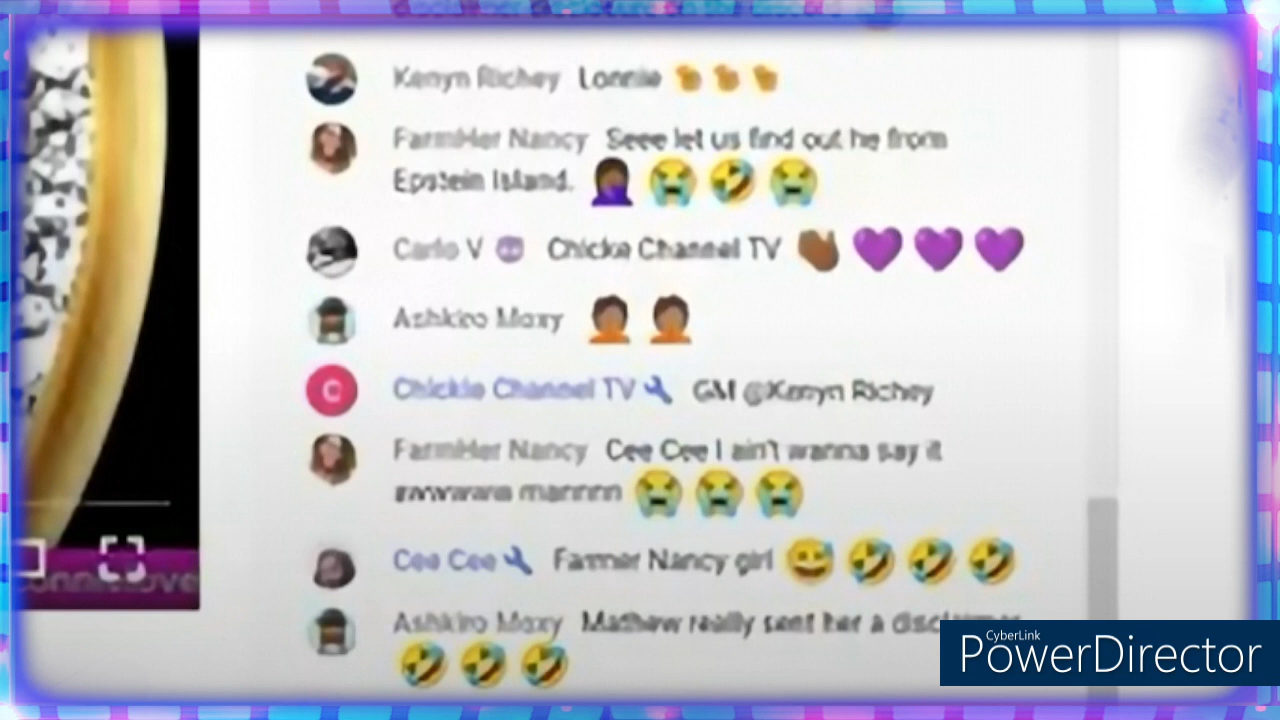 Kenyn Richey Lonnie
FarmHer Nancy Seee let us find out he from
Epstein Island.
Carlo V Chickie Channel TV
Ashkiro Moxy
Chickie Channel TV GM @Kenyn Richey
C
FarmHer Nancy Cee Cee I ain't wanna say it
mannnn
Cee Cee Farmer Nancy girl
Ashkiro Moxy Mathew really sent her a
CyberLink
PowerDirector